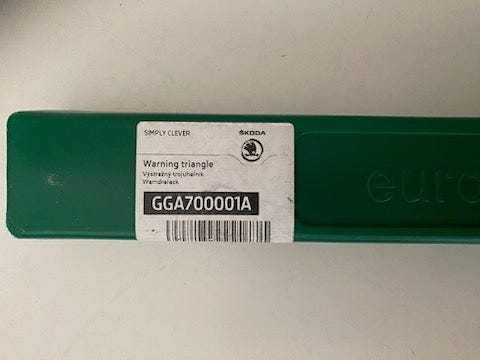 SIMPLY CLEVER
ŠKODA
Warning triangle
Výstražný trojúhelník
Warndreieck
GGA700001A
euro